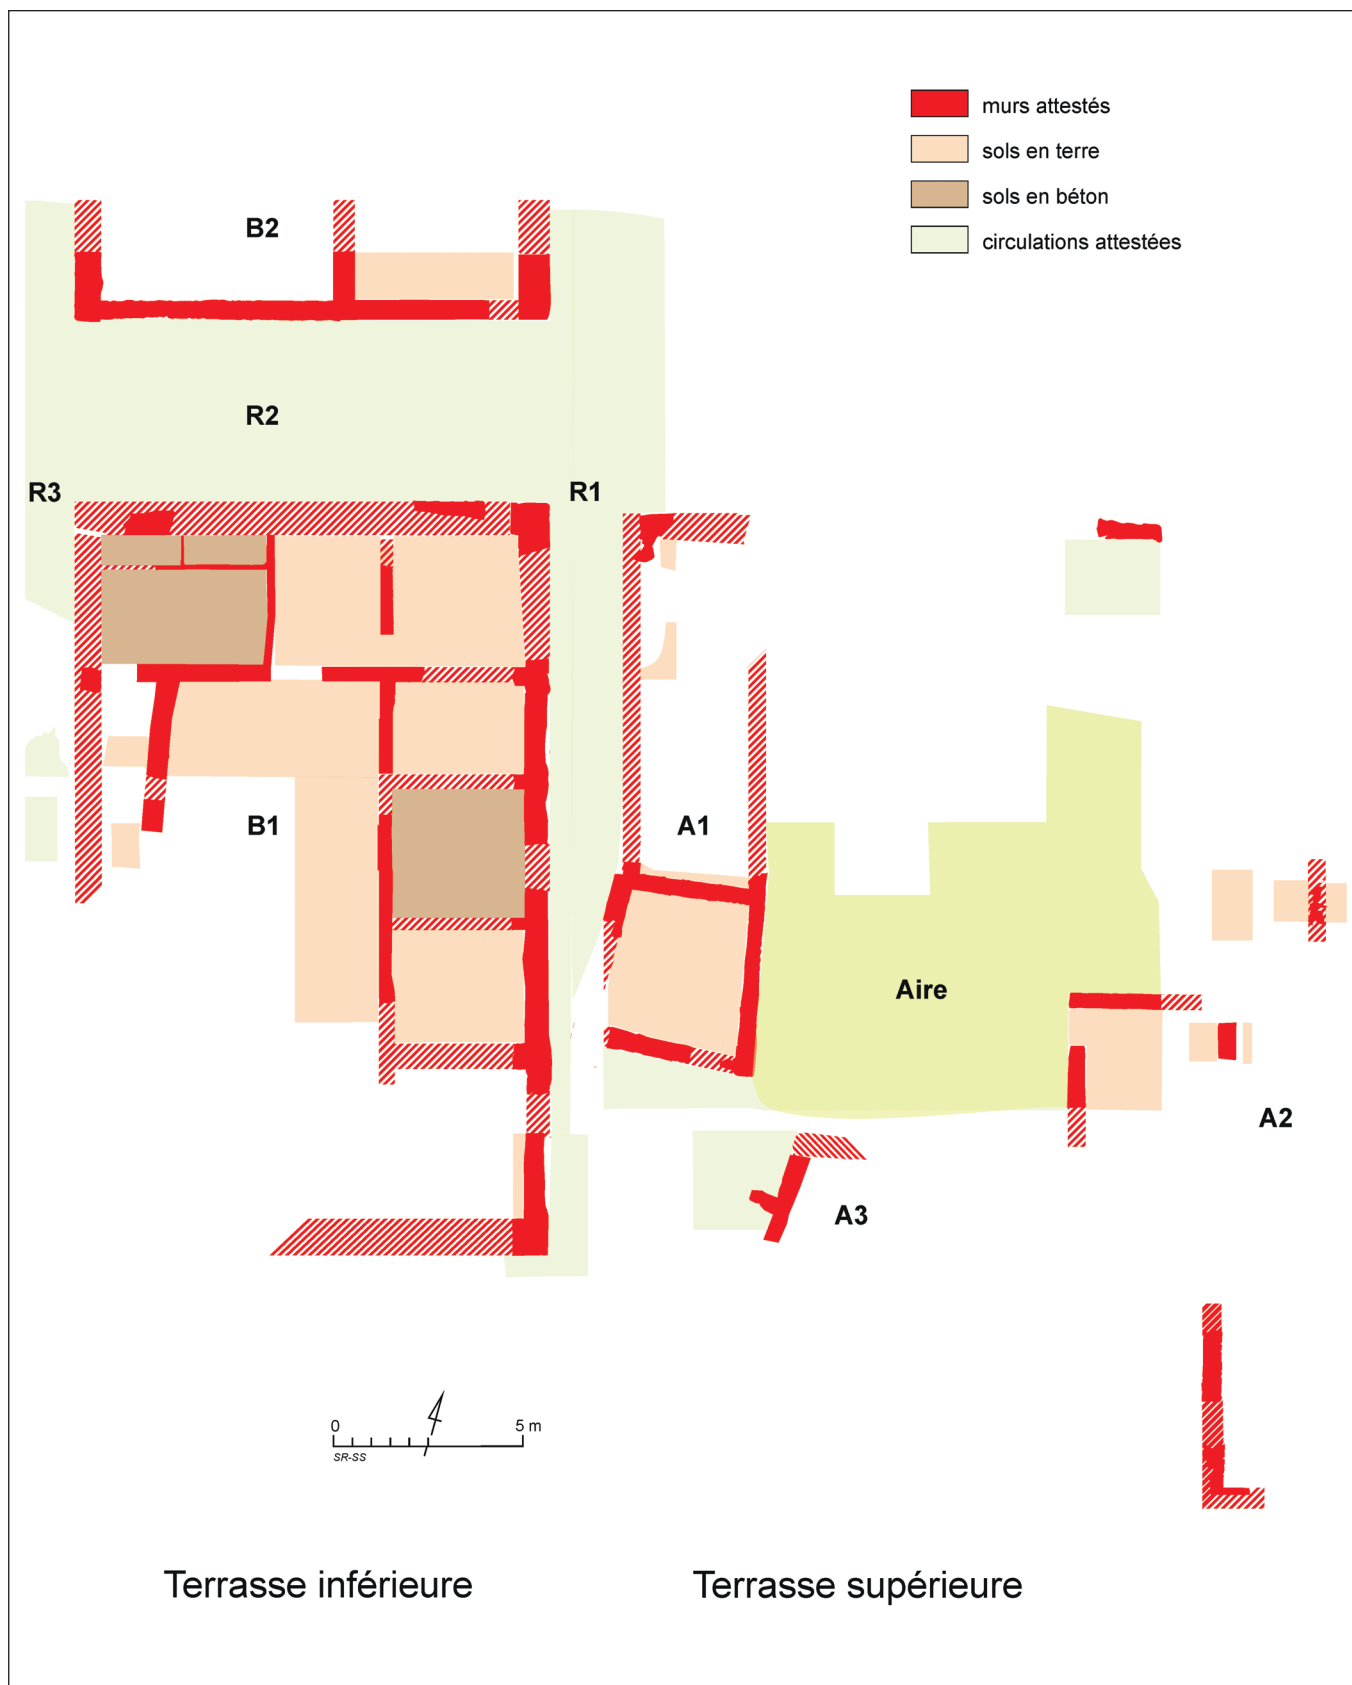 murs attestés
sols en terre
sols en béton
circulations attestées
B2
R2
R3
R1
B1
A1
Aire
A2
A3
0 5 m
SR-SS
Terrasse inférieure
Terrasse supérieure